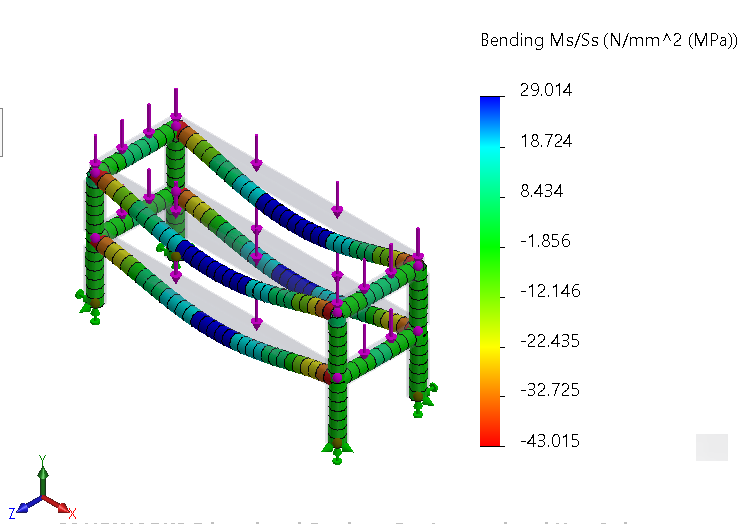 Bending Ms/Ss (N/mm^2 (MPa))
29.014
18.724
8.434
-1.856
-12.146
-22.435
-32.725
-43.015
Y
Z
X